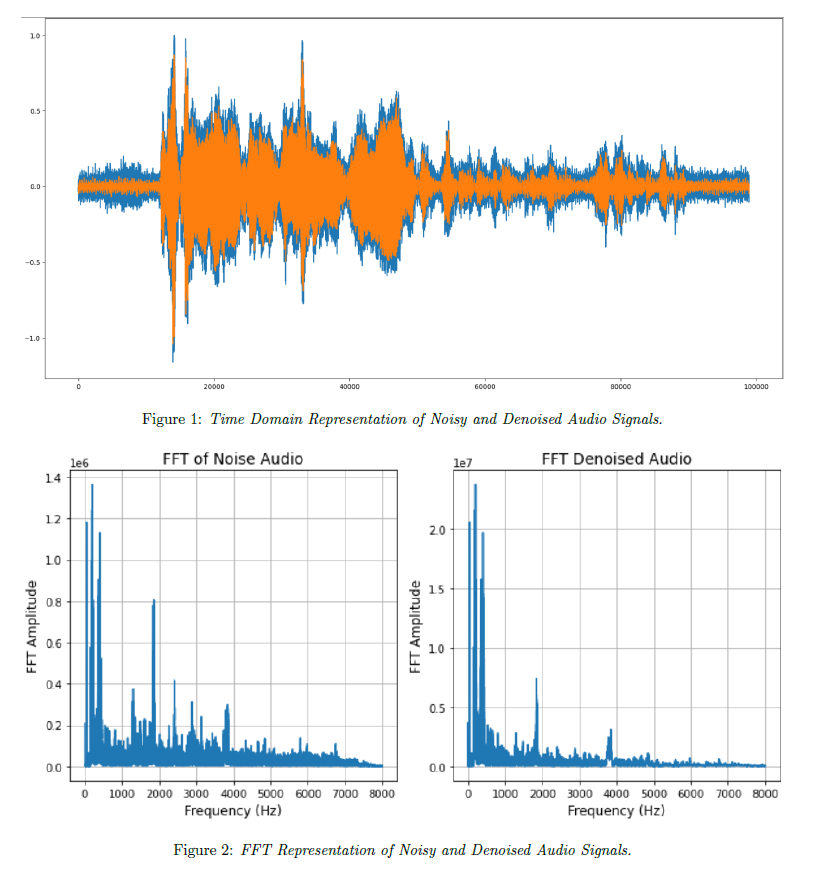 1.0
0.5
0.0
−0.5
−1.0
0 20000 40000 60000 80000 100000
Figure 1: Time Domain Representation of Noisy and Denoised Audio Signals.
FFT of Noise Audio
1e6
1.4
1.2
1.0
0.8
0.6
0.4
0.2
0.0
FFT Amplitude
0 1000 2000 3000 4000 5000 6000 7000 8000
Frequency (Hz)
FFT Denoised Audio
1e7
2.0
1.5
1.0
0.5
0.0
FFT Amplitude
0 1000 2000 3000 4000 5000 6000 7000 8000
Frequency (Hz)
Figure 2: FFT Representation of Noisy and Denoised Audio Signals.